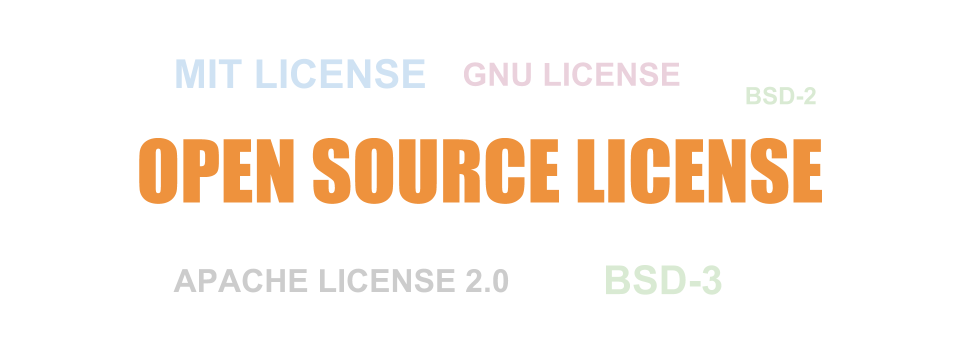 MIT LICENSE
GNU LICENSE
BSD-2
OPEN SOURCE LICENSE
APACHE LICENSE 2.0
BSD-3